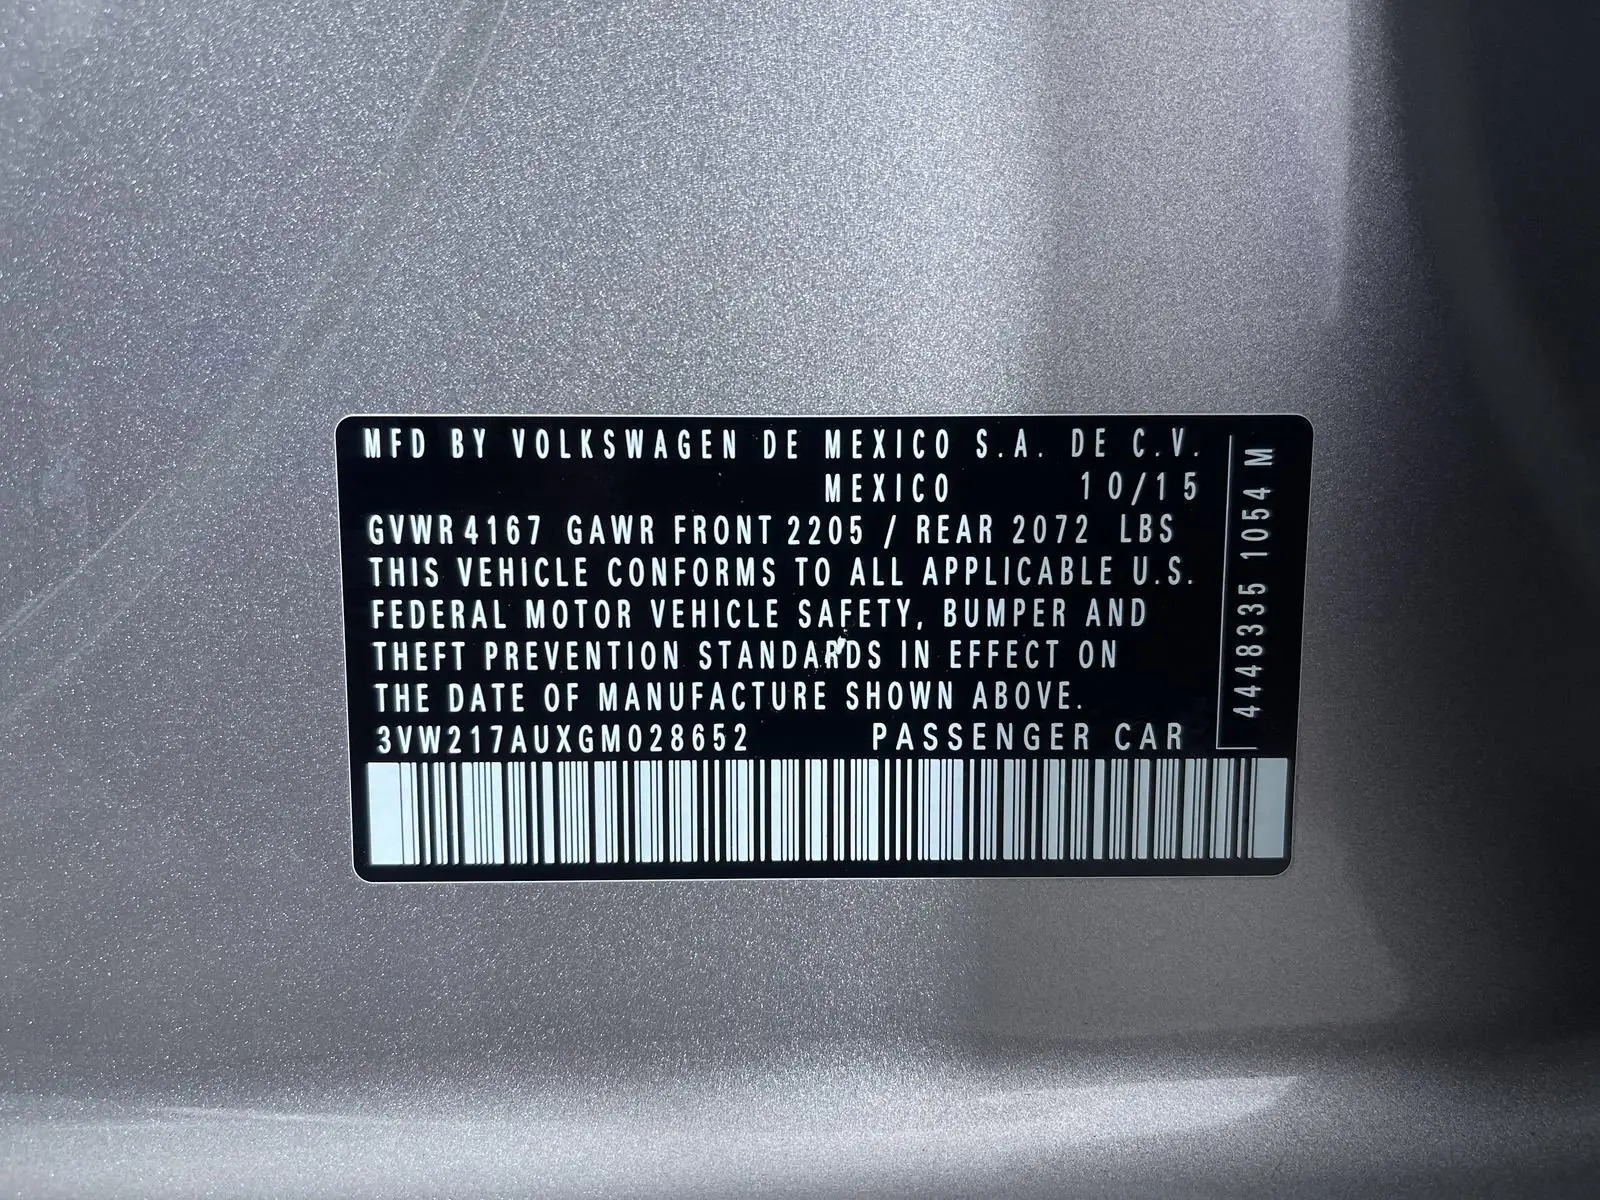 MFD BY VOLKSWAGEN DE MEXICO S.A. DE C.V.
MEXICO 10/15
GVWR 4167 GAWR FRONT 2205 / REAR 2072 LBS
THIS VEHICLE CONFORMS TO ALL APPLICABLE U.S.
FEDERAL MOTOR VEHICLE SAFETY, BUMPER AND
THEFT PREVENTION STANDARDS IN EFFECT ON
THE DATE OF MANUFACTURE SHOWN ABOVE.
3VW217AUXGM028652 PASSENGER CAR
4448335 1054 M